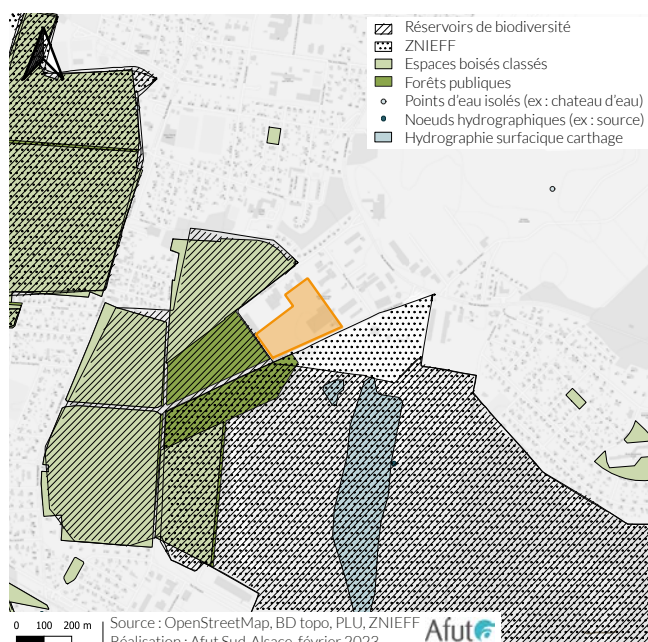 Réservoirs de biodiversité
ZNIEFF
Espaces boisés classés
Forêts publiques
Points d'eau isolés (ex : chateau d'eau)
Noeuds hydrographiques (ex : source)
Hydrographie surfacique carthage
0 100 200 m
Source : OpenStreetMap, BD topo, PLU, ZNIEFF
Réalisation : Afut Sud-Alsace, février 2023
Afut